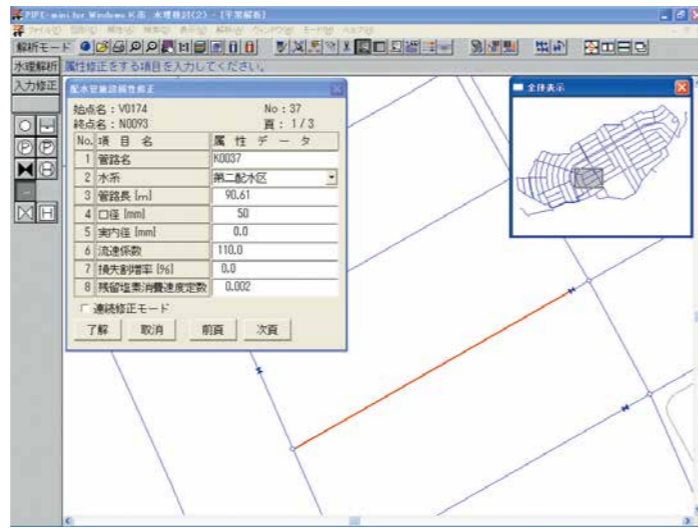 PIPE-mini for Windows K市 水理検討(2) - [平常解析]
解析モード
水理解析 属性修正をする項目を入力してください。
入力修正
配水管施設属性修正
全体表示
始点名:V0174 No:37
終点名:N0093 頁:1/3
No. 項目名 属性データ
1 管路名 K0037
2 水系 第二配水区
3 管路長 [m] 90.61
4 口径 [mm] 50
5 実内径 [mm] 0.0
6 流速係数 110.0
7 損失割増率 [%] 0.0
8 残留塩素消費速度定数 0.002
連続修正モード
了解 取消 前頁 次頁